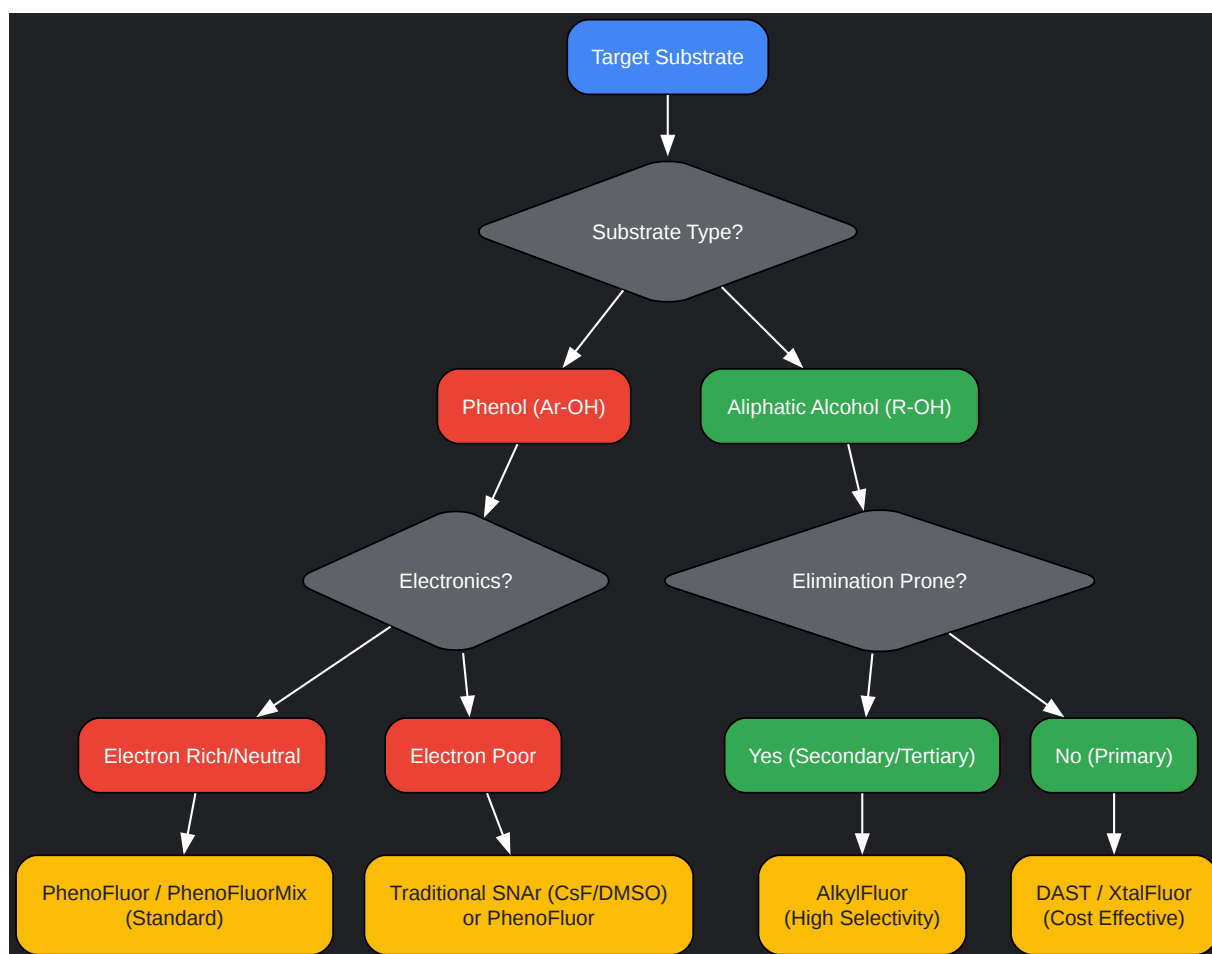 Target Substrate
Substrate Type?
Phenol (Ar-OH)
Aliphatic Alcohol (R-OH)
Electronics?
Elimination Prone?
Electron Rich/Neutral
Electron Poor
Yes (Secondary/Tertiary)
No (Primary)
PhenoFluor / PhenoFluorMix
(Standard)
Traditional SNAr (CsF/DMSO)
or PhenoFluor
AlkylFluor
(High Selectivity)
DAST / XtalFluor
(Cost Effective)